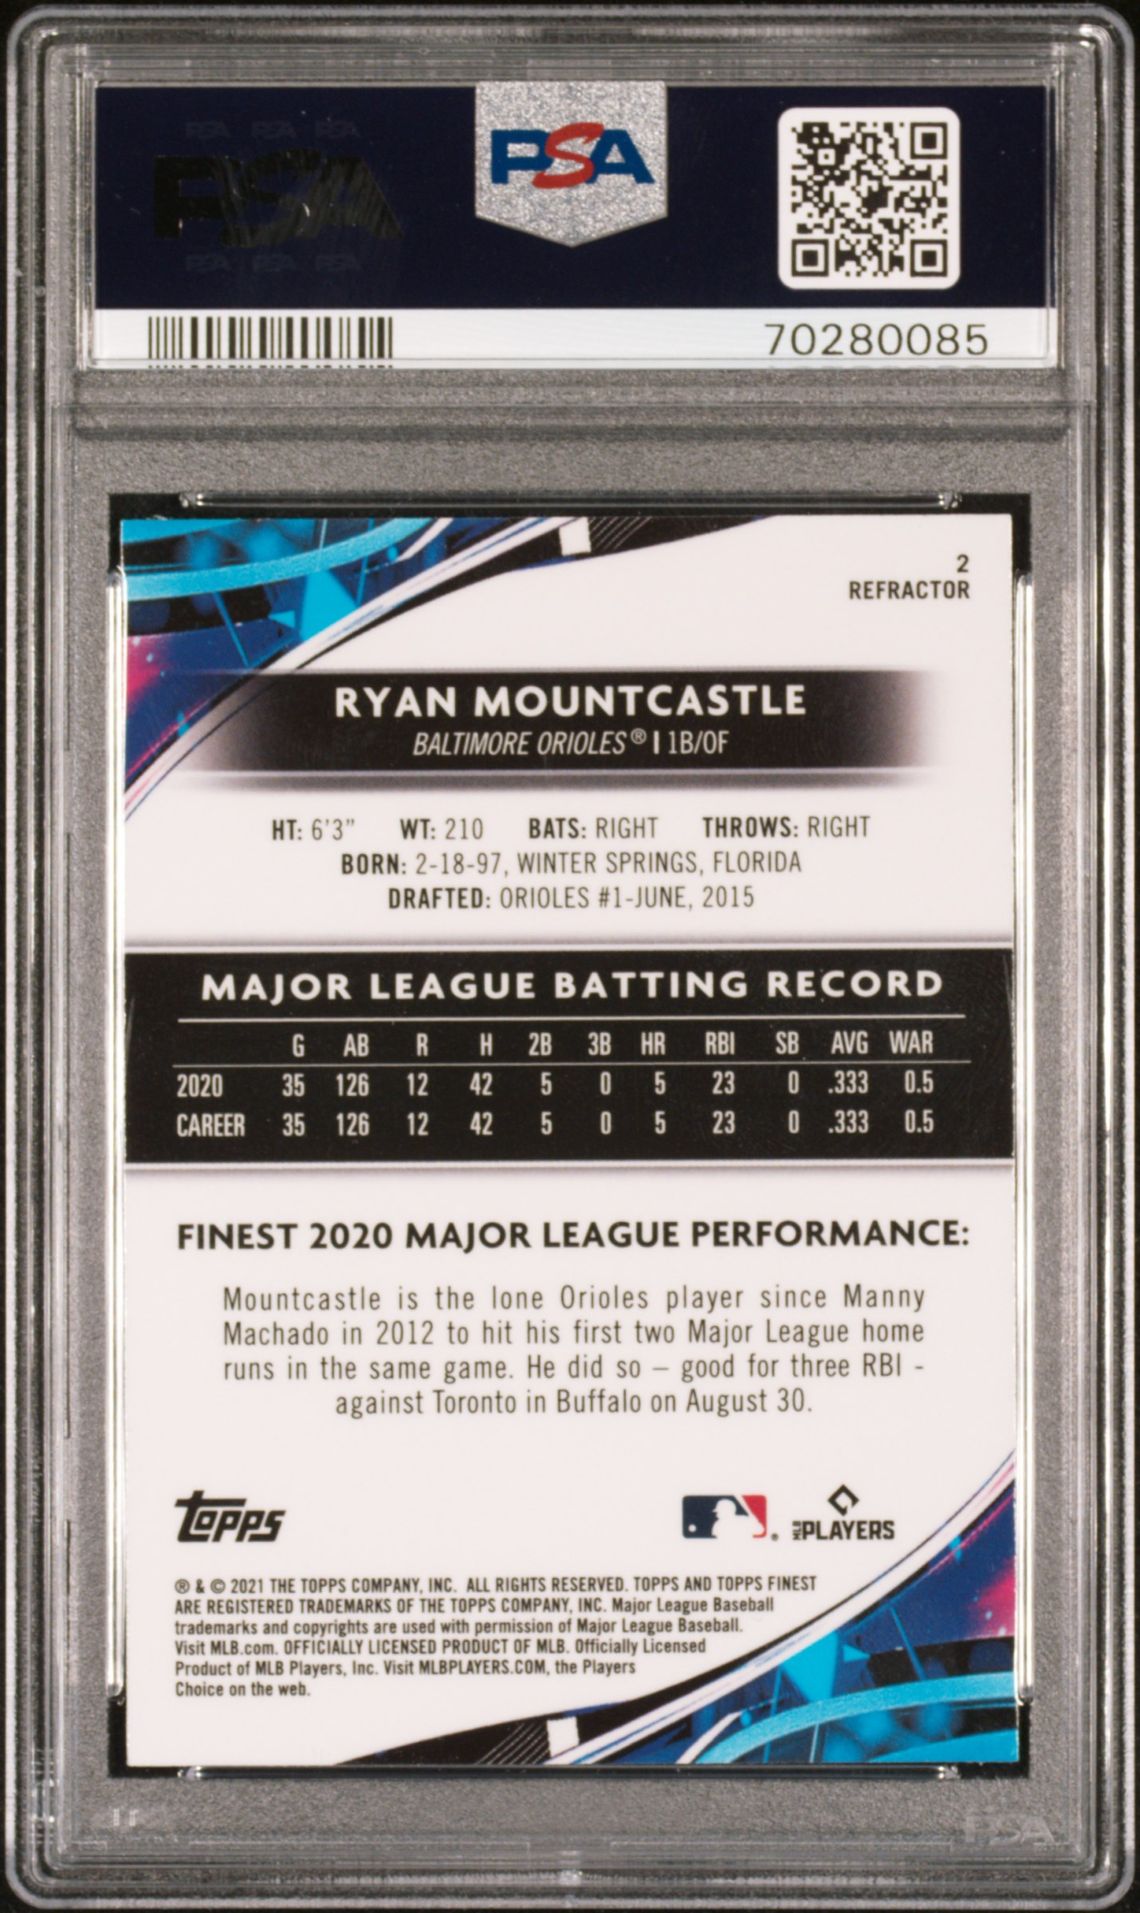 PSA PSA PSA
PSA
PSA PSA PSA
PSA
70280085
2
REFRACTOR
RYAN MOUNTCASTLE
BALTIMORE ORIOLES® | 1B/OF
HT: 6'3" WT: 210 BATS: RIGHT THROWS: RIGHT
BORN: 2-18-97, WINTER SPRINGS, FLORIDA
DRAFTED: ORIOLES #1-JUNE, 2015
MAJOR LEAGUE BATTING RECORD
G AB R H 2B 3B HR RBI SB AVG WAR
2020 35 126 12 42 5 0 5 23 0 .333 0.5
CAREER 35 126 12 42 5 0 5 23 0 .333 0.5
FINEST 2020 MAJOR LEAGUE PERFORMANCE:
Mountcastle is the lone Orioles player since Manny
Machado in 2012 to hit his first two Major League home
runs in the same game. He did so – good for three RBI -
against Toronto in Buffalo on August 30.
Topps
MLB PLAYERS
® & © 2021 THE TOPPS COMPANY, INC. ALL RIGHTS RESERVED. TOPPS AND TOPPS FINEST
ARE REGISTERED TRADEMARKS OF THE TOPPS COMPANY, INC. Major League Baseball
trademarks and copyrights are used with permission of Major League Baseball.
Visit MLB.com. OFFICIALLY LICENSED PRODUCT OF MLB. Officially Licensed
Product of MLB Players, Inc. Visit MLBPLAYERS.COM, the Players
Choice on the web.
PSA